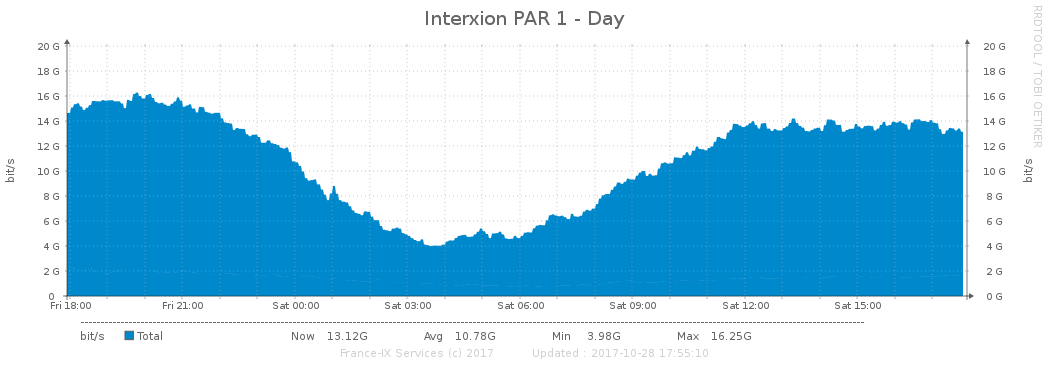 Interxion PAR 1 - Day
RRDTOOL / TOBI OETIKER
20 G 20 G
18 G 18 G
16 G 16 G
14 G 14 G
12 G 12 G
10 G 10 G
8 G 8 G
6 G 6 G
4 G 4 G
2 G 2 G
0 0 G
bit/s bit/s
Fri 18:00 Fri 21:00 Sat 00:00 Sat 03:00 Sat 06:00 Sat 09:00 Sat 12:00 Sat 15:00
bit/s Total Now 13.12G Avg 10.78G Min 3.98G Max 16.25G
France-IX Services (c) 2017 Updated : 2017-10-28 17:55:10